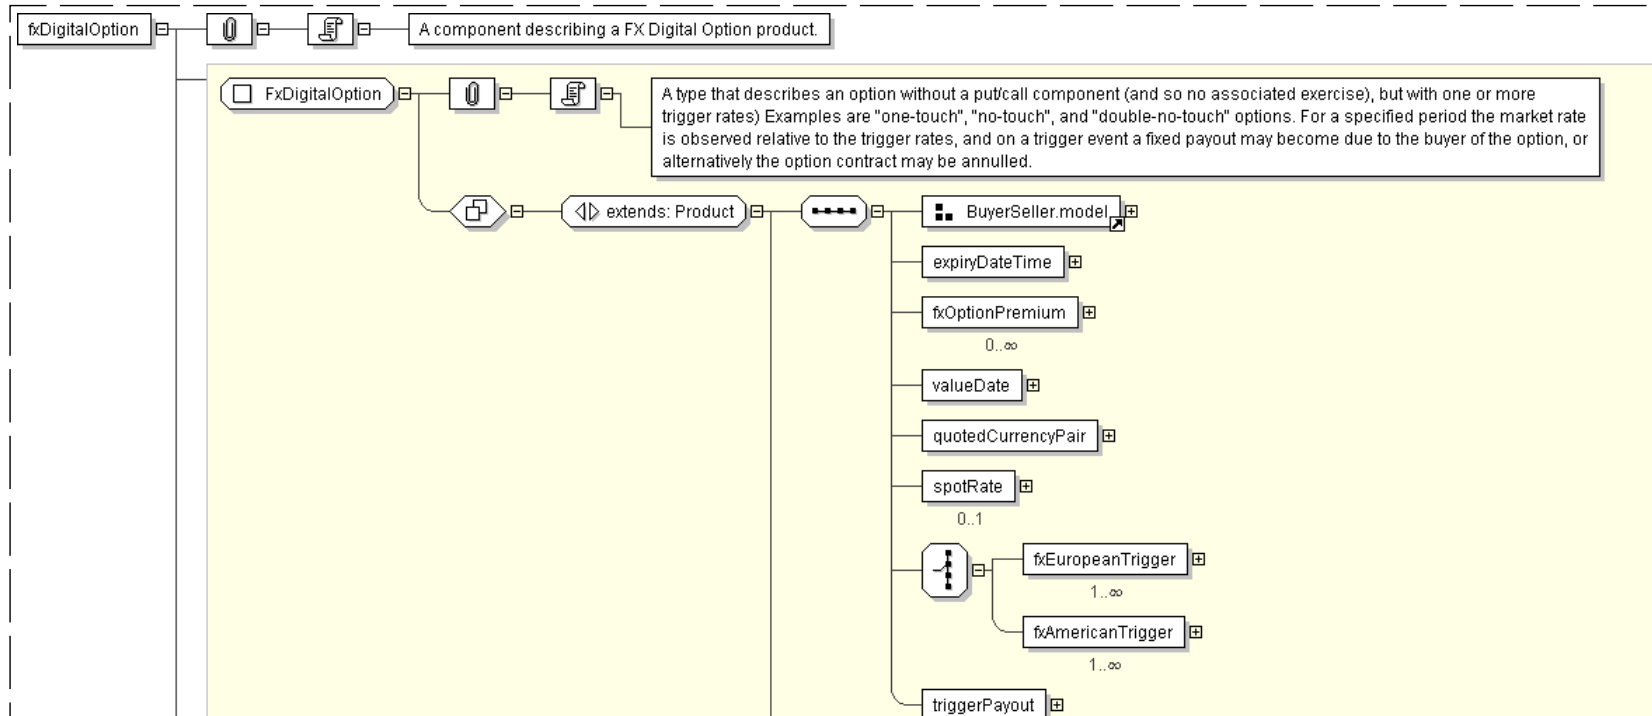 fxDigitalOption
A component describing a FX Digital Option product.
FxDigitalOption
A type that describes an option without a put/call component (and so no associated exercise), but with one or more
trigger rates) Examples are "one-touch", "no-touch", and "double-no-touch" options. For a specified period the market rate
is observed relative to the trigger rates, and on a trigger event a fixed payout may become due to the buyer of the option, or
alternatively the option contract may be annulled.
extends: Product
BuyerSeller.model
expiryDateTime
fxOptionPremium
0..∞
valueDate
quotedCurrencyPair
spotRate
0..1
fxEuropeanTrigger
1..∞
fxAmericanTrigger
1..∞
triggerPayout